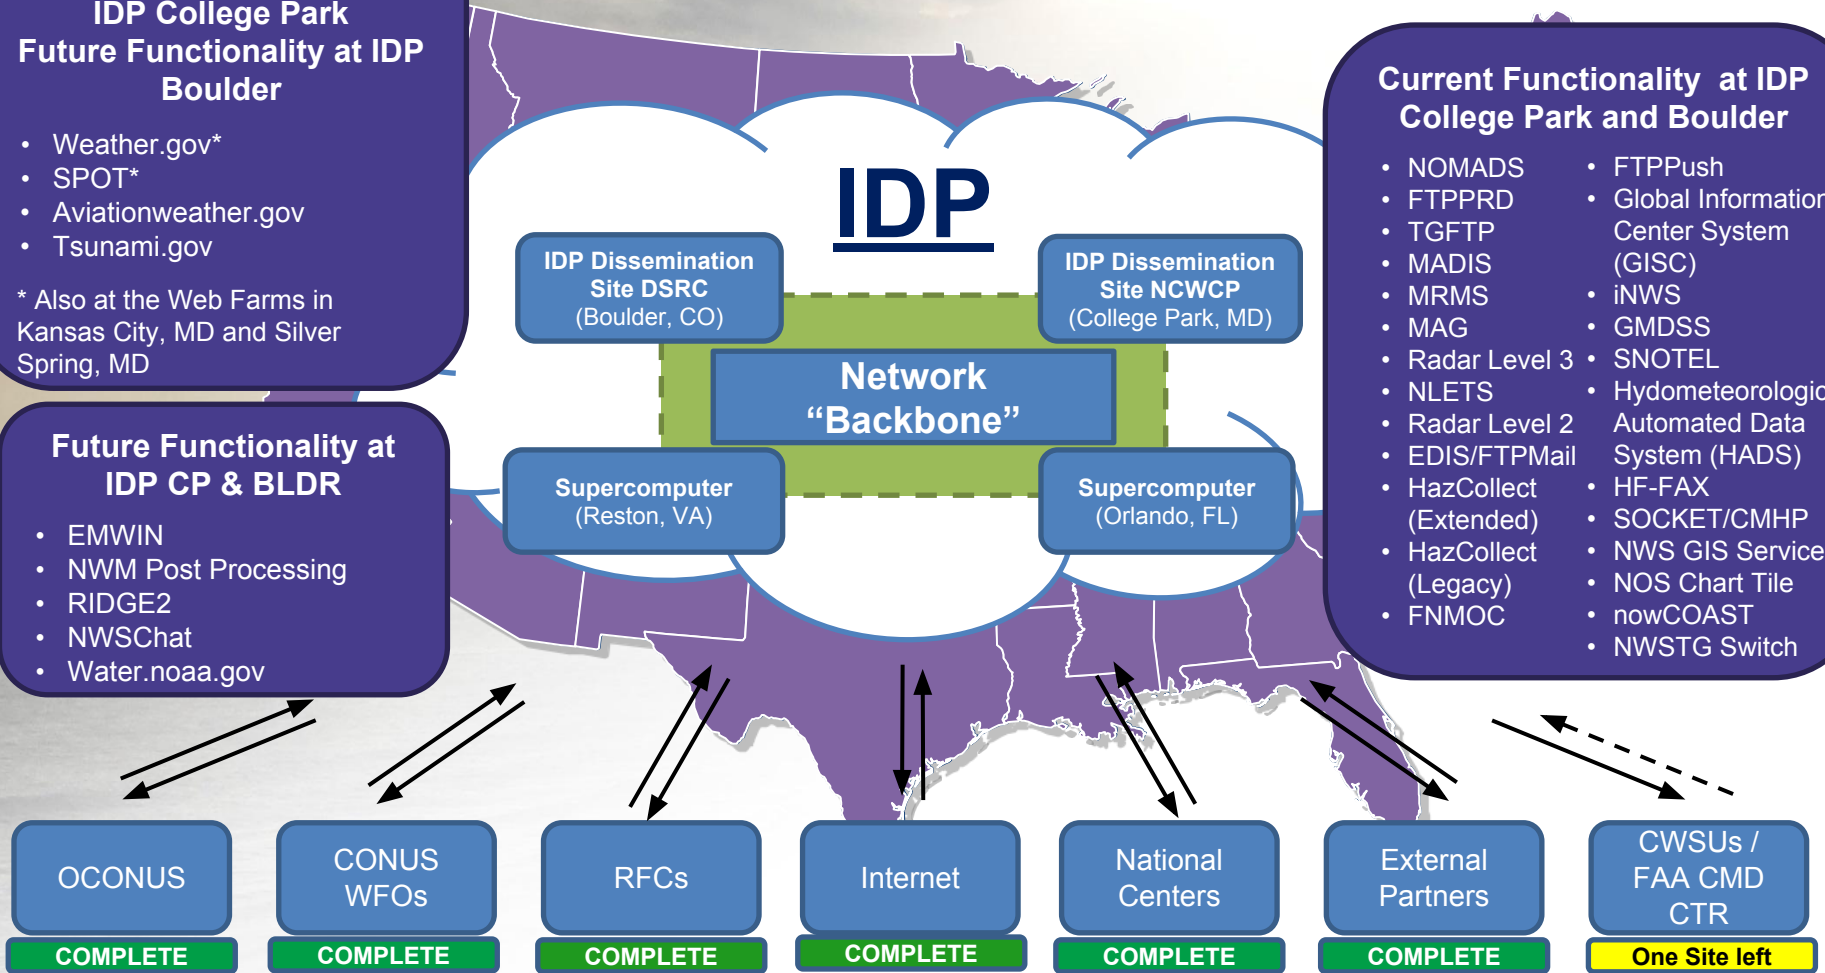 IDP College Park
Future Functionality at IDP
Boulder
• Weather.gov*
• SPOT*
• Aviationweather.gov
• Tsunami.gov
* Also at the Web Farms in
Kansas City, MD and Silver
Spring, MD
Future Functionality at
IDP CP & BLDR
• EMWIN
• NWM Post Processing
• RIDGE2
• NWSChat
• Water.noaa.gov
IDP
IDP Dissemination
Site DSRC
(Boulder, CO)
IDP Dissemination
Site NCWCP
(College Park, MD)
Network
“Backbone”
Supercomputer
(Reston, VA)
Supercomputer
(Orlando, FL)
Current Functionality at IDP
College Park and Boulder
• NOMADS
• FTPPRD
• TGFTP
• MADIS
• MRMS
• MAG
• Radar Level 3
• NLETS
• Radar Level 2
• EDIS/FTPMail
• HazCollect
(Extended)
• HazCollect
(Legacy)
• FNMOC
• FTPPush
• Global Information
Center System
(GISC)
• iNWS
• GMDSS
• SNOTEL
• Hydometeorologic
Automated Data
System (HADS)
• HF-FAX
• SOCKET/CMHP
• NWS GIS Service
• NOS Chart Tile
• nowCOAST
• NWSTG Switch
OCONUS
COMPLETE
CONUS
WFOs
COMPLETE
RFCs
COMPLETE
Internet
COMPLETE
National
Centers
COMPLETE
External
Partners
COMPLETE
CWSUs /
FAA CMD
CTR
One Site left